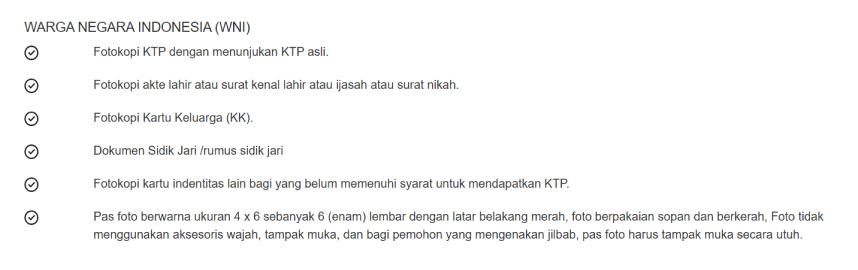 WARGA NEGARA INDONESIA (WNI)
Fotokopi KTP dengan menunjukan KTP asli.
Fotokopi akte lahir atau surat kenal lahir atau ijasah atau surat nikah.
Fotokopi Kartu Keluarga (KK).
Dokumen Sidik Jari /rumus sidik jari
Fotokopi kartu indentitas lain bagi yang belum memenuhi syarat untuk mendapatkan KTP.
Pas foto berwarna ukuran 4 x 6 sebanyak 6 (enam) lembar dengan latar belakang merah, foto berpakaian sopan dan berkerah, Foto tidak
menggunakan aksesoris wajah, tampak muka, dan bagi pemohon yang mengenakan jilbab, pas foto harus tampak muka secara utuh.